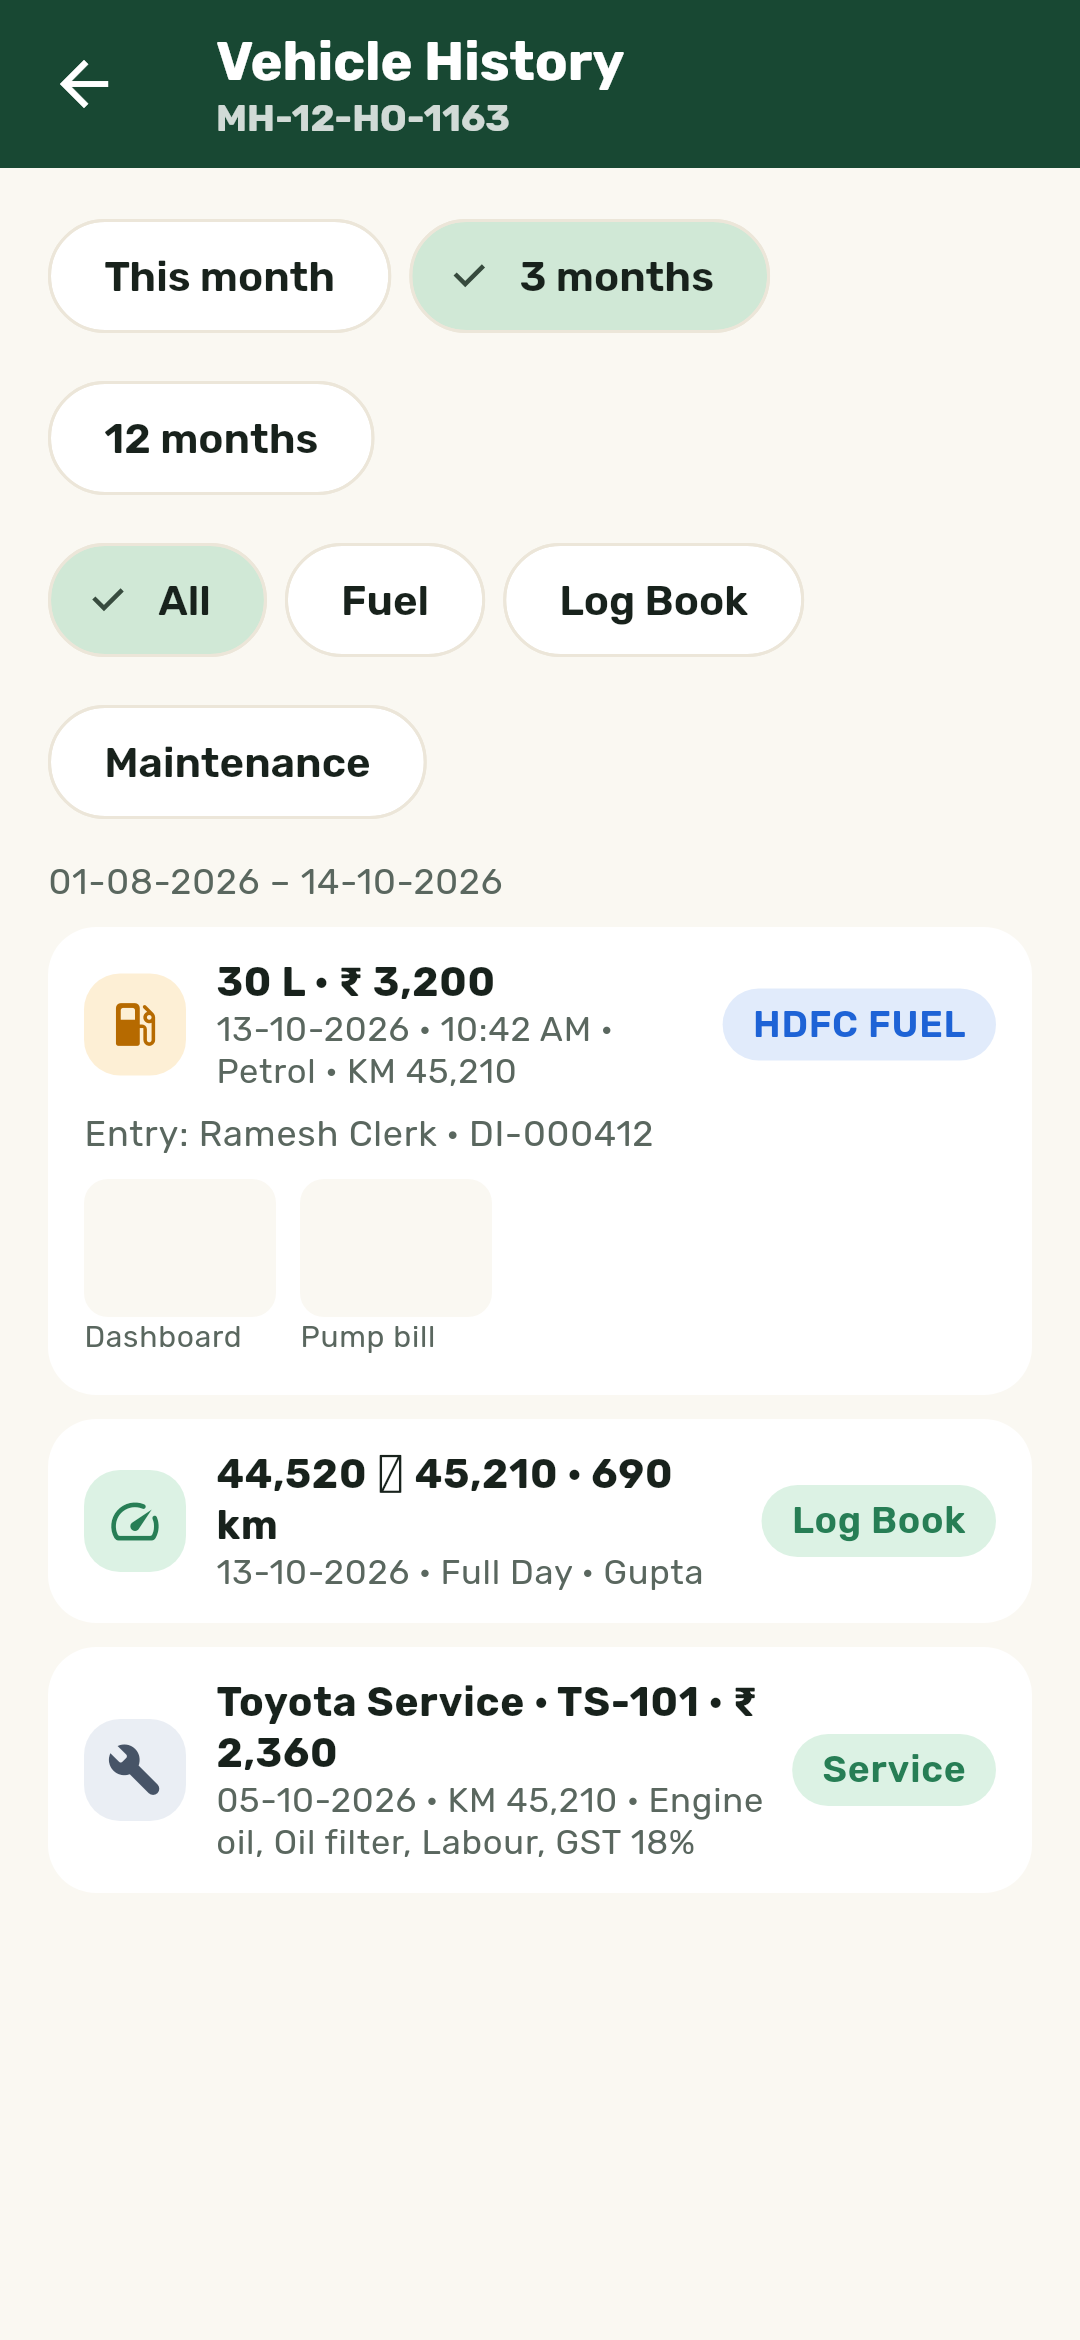 Vehicle History
MH-12-HO-1163
This month
3 months
12 months
All
Fuel
Log Book
Maintenance
01-08-2026 – 14-10-2026
30 L • ₹ 3,200
13-10-2026 • 10:42 AM •
Petrol • KM 45,210
HDFC FUEL
Entry: Ramesh Clerk • DI-000412
Dashboard
Pump bill
44,520 45,210 • 690
km
13-10-2026 • Full Day • Gupta
Log Book
Toyota Service • TS-101 • ₹
2,360
05-10-2026 • KM 45,210 • Engine
oil, Oil filter, Labour, GST 18%
Service